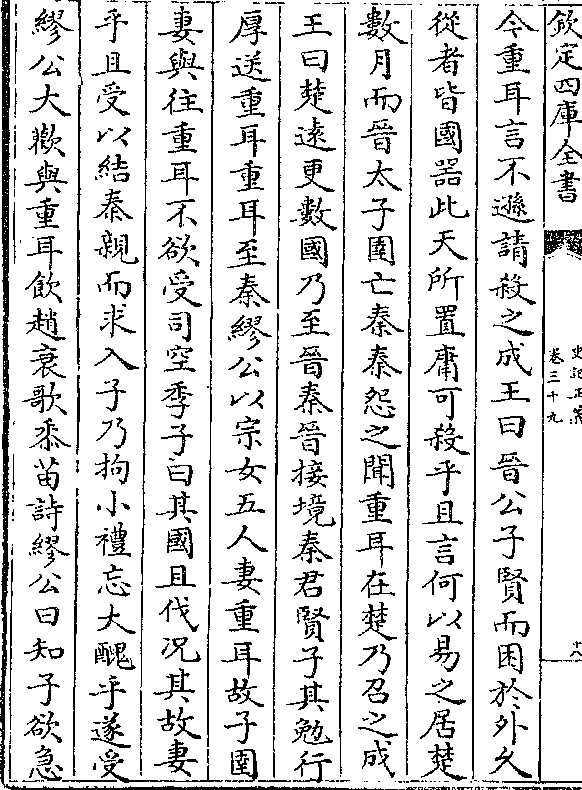 欽定四庫全書
史記正義
卷三十九
十八
今重耳言不遜請殺之成王曰晉公子賢而困於外久
從者皆國噐此天所置庸可殺乎且言何以易之居楚
數月而晉太子圉亡秦秦怨之聞重耳在楚乃召之成
王曰楚遠更數國乃至晉秦晉接境秦君賢子其勉行
厚送重耳重耳至秦繆公以宗女五人妻重耳故子圉
妻與往重耳不欲受司空季子曰其國且伐况其故妻
乎且受以結秦親而求入子乃拘小禮忘大醜乎遂受
繆公大歡與重耳飲趙衰歌黍苗詩繆公曰知子欲急